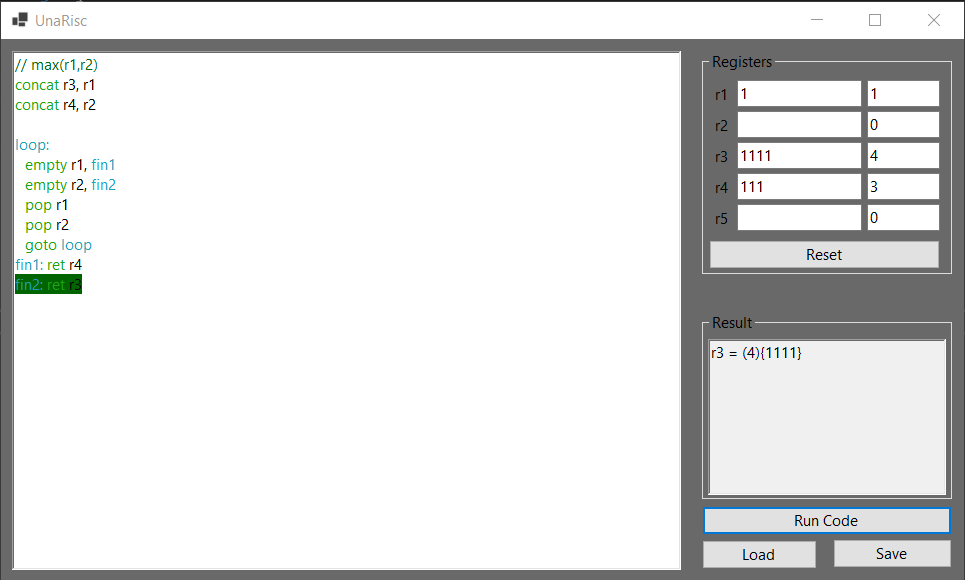 UnaRisc
// max(r1,r2)
concat r3, r1
concat r4, r2
loop:
empty r1, fin1
empty r2, fin2
pop r1
pop r2
goto loop
fin1: ret r4
fin2: ret r3
Registers
r1 1 1
r2 0
r3 1111 4
r4 111 3
r5 0
Reset
Result
r3 = (4){1111}
Run Code
Load Save